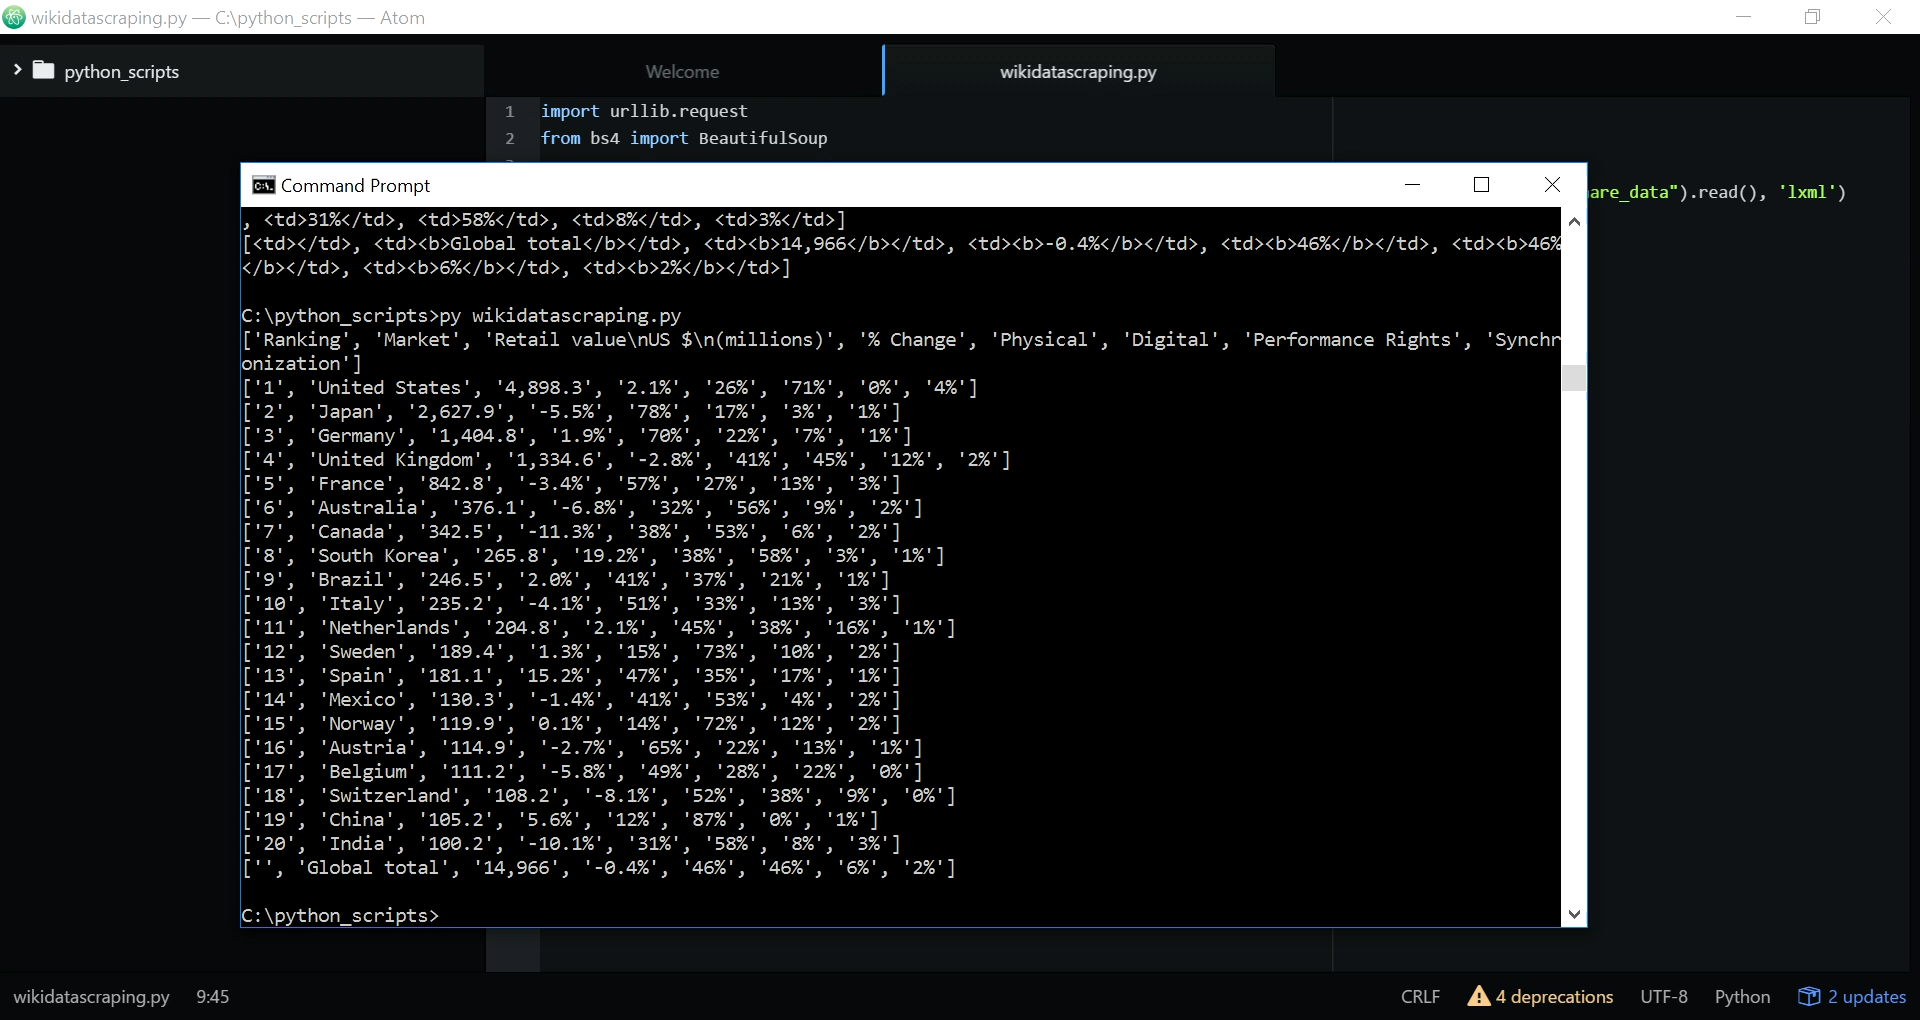 wikidatascraping.py — C:\python_scripts — Atom
python_scripts
Welcome
wikidatascraping.py
1 import urllib.request
2 from bs4 import BeautifulSoup
are_data").read(), 'lxml')
Command Prompt
, <td>31%</td>, <td>58%</td>, <td>8%</td>, <td>3%</td>]
[<td></td>, <td><b>Global total</b></td>, <td><b>14,966</b></td>, <td><b>-0.4%</b></td>, <td><b>46%</b></td>, <td><b>46%
</b></td>, <td><b>6%</b></td>, <td><b>2%</b></td>]
C:\python_scripts>py wikidatascraping.py
['Ranking', 'Market', 'Retail value\nUS $\n(millions)', '% Change', 'Physical', 'Digital', 'Performance Rights', 'Synchr
onization']
['1', 'United States', '4,898.3', '2.1%', '26%', '71%', '0%', '4%']
['2', 'Japan', '2,627.9', '-5.5%', '78%', '17%', '3%', '1%']
['3', 'Germany', '1,404.8', '1.9%', '70%', '22%', '7%', '1%']
['4', 'United Kingdom', '1,334.6', '-2.8%', '41%', '45%', '12%', '2%']
['5', 'France', '842.8', '-3.4%', '57%', '27%', '13%', '3%']
['6', 'Australia', '376.1', '-6.8%', '32%', '56%', '9%', '2%']
['7', 'Canada', '342.5', '-11.3%', '38%', '53%', '6%', '2%']
['8', 'South Korea', '265.8', '19.2%', '38%', '58%', '3%', '1%']
['9', 'Brazil', '246.5', '2.0%', '41%', '37%', '21%', '1%']
['10', 'Italy', '235.2', '-4.1%', '51%', '33%', '13%', '3%']
['11', 'Netherlands', '204.8', '2.1%', '45%', '38%', '16%', '1%']
['12', 'Sweden', '189.4', '1.3%', '15%', '73%', '10%', '2%']
['13', 'Spain', '181.1', '15.2%', '47%', '35%', '17%', '1%']
['14', 'Mexico', '130.3', '-1.4%', '41%', '53%', '4%', '2%']
['15', 'Norway', '119.9', '0.1%', '14%', '72%', '12%', '2%']
['16', 'Austria', '114.9', '-2.7%', '65%', '22%', '13%', '1%']
['17', 'Belgium', '111.2', '-5.8%', '49%', '28%', '22%', '0%']
['18', 'Switzerland', '108.2', '-8.1%', '52%', '38%', '9%', '0%']
['19', 'China', '105.2', '5.6%', '12%', '87%', '0%', '1%']
['20', 'India', '100.2', '-10.1%', '31%', '58%', '8%', '3%']
['', 'Global total', '14,966', '-0.4%', '46%', '46%', '6%', '2%']
C:\python_scripts>
wikidatascraping.py 9:45
CRLF 4 deprecations UTF-8 Python 2 updates